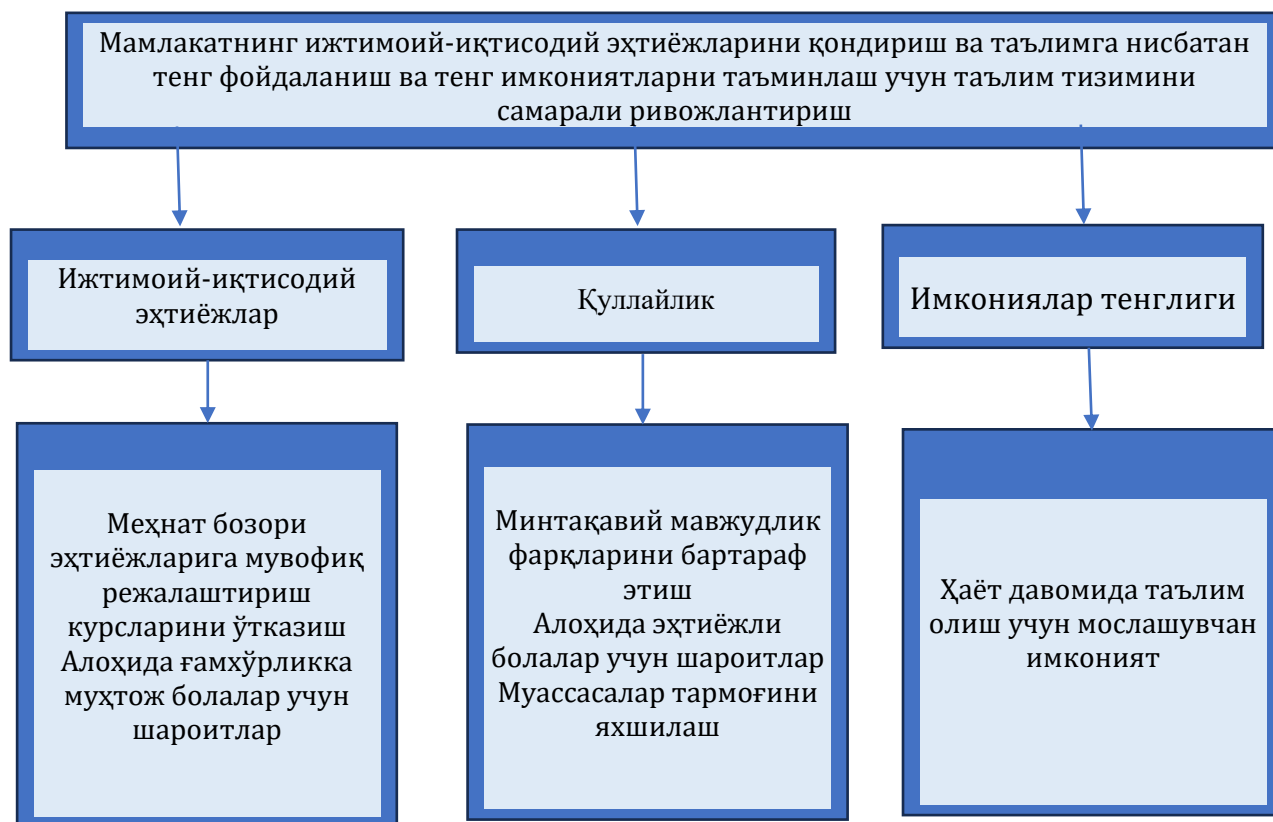 Мамлакатнинг ижтимоий-иқтисодий эҳтиёжларини қондириш ва таълимга нисбатан
тенг фойдаланиш ва тенг имкониятларни таъминлаш учун таълим тизимини
самарали ривожлантириш
Ижтимоий-иқтисодий
эҳтиёжлар
Қуллайлик
Имкониялар тенглиги
Меҳнат бозори
эҳтиёжларига мувофиқ
режалаштириш
курсларини ўтказиш
Алоҳида ғамхўрликка
муҳтож болалар учун
шароитлар
Минтақавий мавжудлик
фарқларини бартараф
этиш
Алоҳида эҳтиёжли
болалар учун шароитлар
Муассасалар тармоғини
яхшилаш
Ҳаёт давомида таълим
олиш учун мослашувчан
имконият